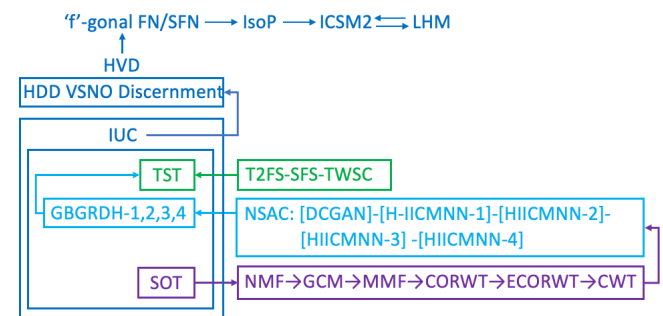 ‘f’-gonal FN/SFN → IsoP → ICSM2 ⇄ LHM
HVD
HDD VSNO Discernment
IUC
TST
T2FS-SFS-TWSC
GBGRDH-1,2,3,4
NSAC: [DCGAN]-[H-IICMNN-1]-[HIICMNN-2]-
[HIICMNN-3] -[HIICMNN-4]
SOT
NMF→GCM→MMF→CORWT→ECORWT→CWT